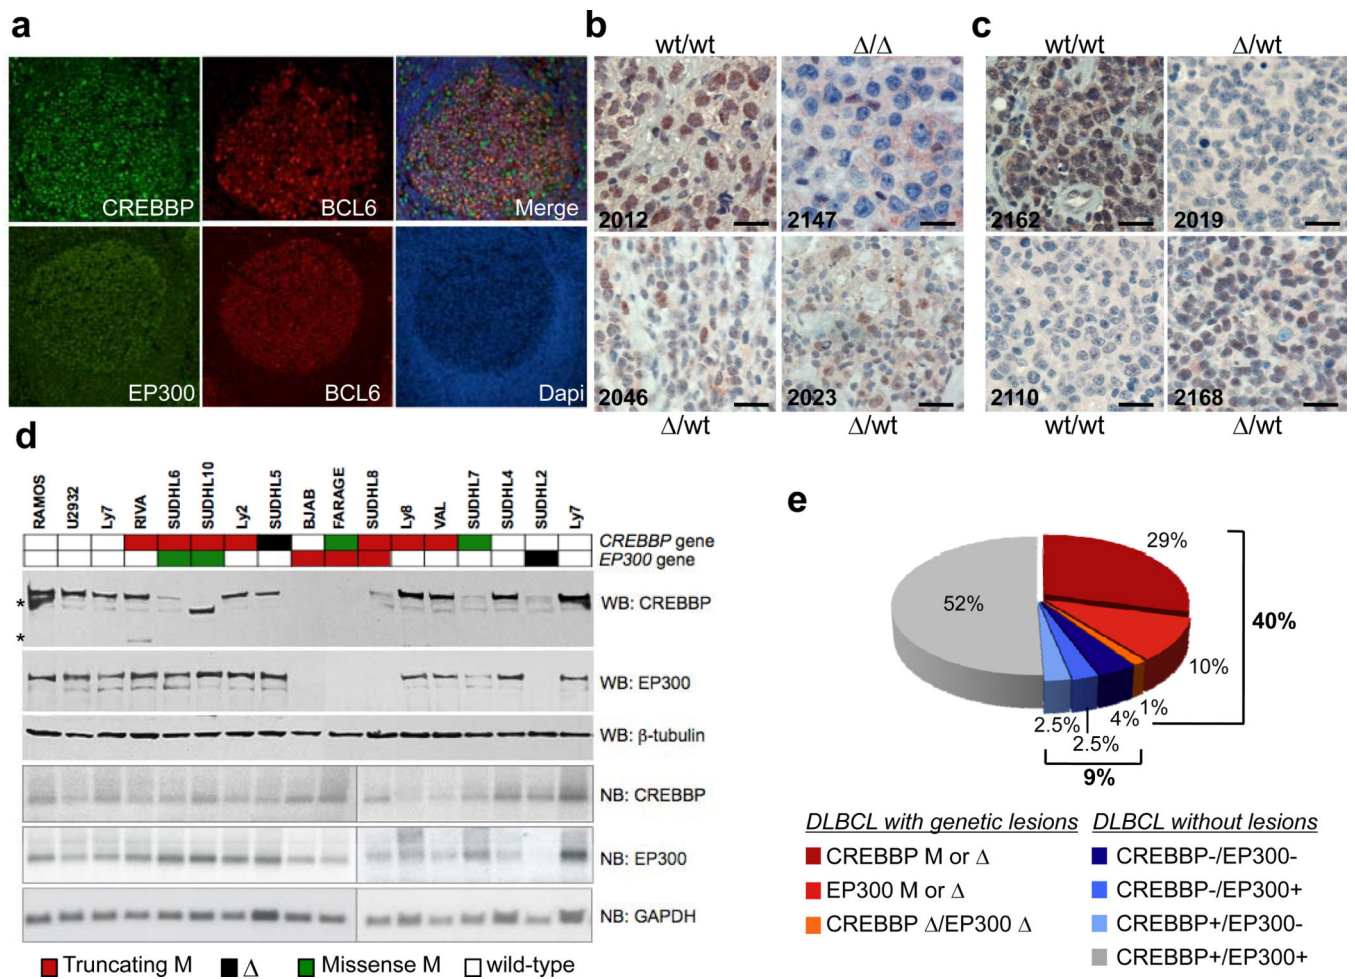 a
CREBBP
BCL6
Merge
EP300
BCL6
Dapi
b
wt/wt
Δ/Δ
2012
2147
2046
2023
Δ/wt
Δ/wt
c
wt/wt
Δ/wt
2162
2019
2110
2168
wt/wt
Δ/wt
d
RAMOS
U2932
Ly7
RIVA
SUDHL6
SUDHL10
Ly2
SUDHL5
BJAB
FARAGE
SUDHL8
Ly8
VAL
SUDHL7
SUDHL4
SUDHL2
Ly7
CREBBP gene
EP300 gene
*
WB: CREBBP
*
WB: EP300
WB: β-tubulin
NB: CREBBP
NB: EP300
NB: GAPDH
Truncating M
Δ
Missense M
wild-type
e
29%
52%
40%
10%
1%
4%
2.5%
2.5%
9%
DLBCL with genetic lesions
CREBBP M or Δ
EP300 M or Δ
CREBBP Δ/EP300 Δ
DLBCL without lesions
CREBBP-/EP300-
CREBBP-/EP300+
CREBBP+/EP300-
CREBBP+/EP300+